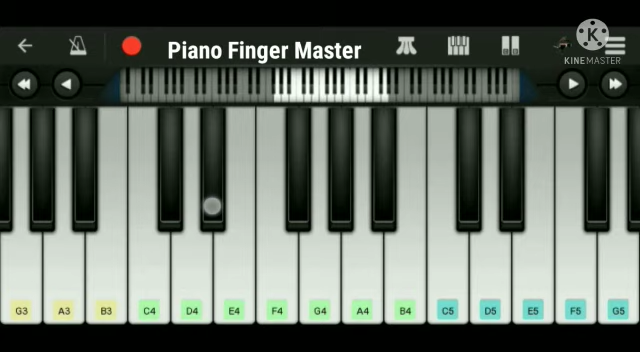 Piano Finger Master
K
KINEMASTER
G3 A3 B3 C4 D4 E4 F4 G4 A4 B4 C5 D5 E5 F5 G5